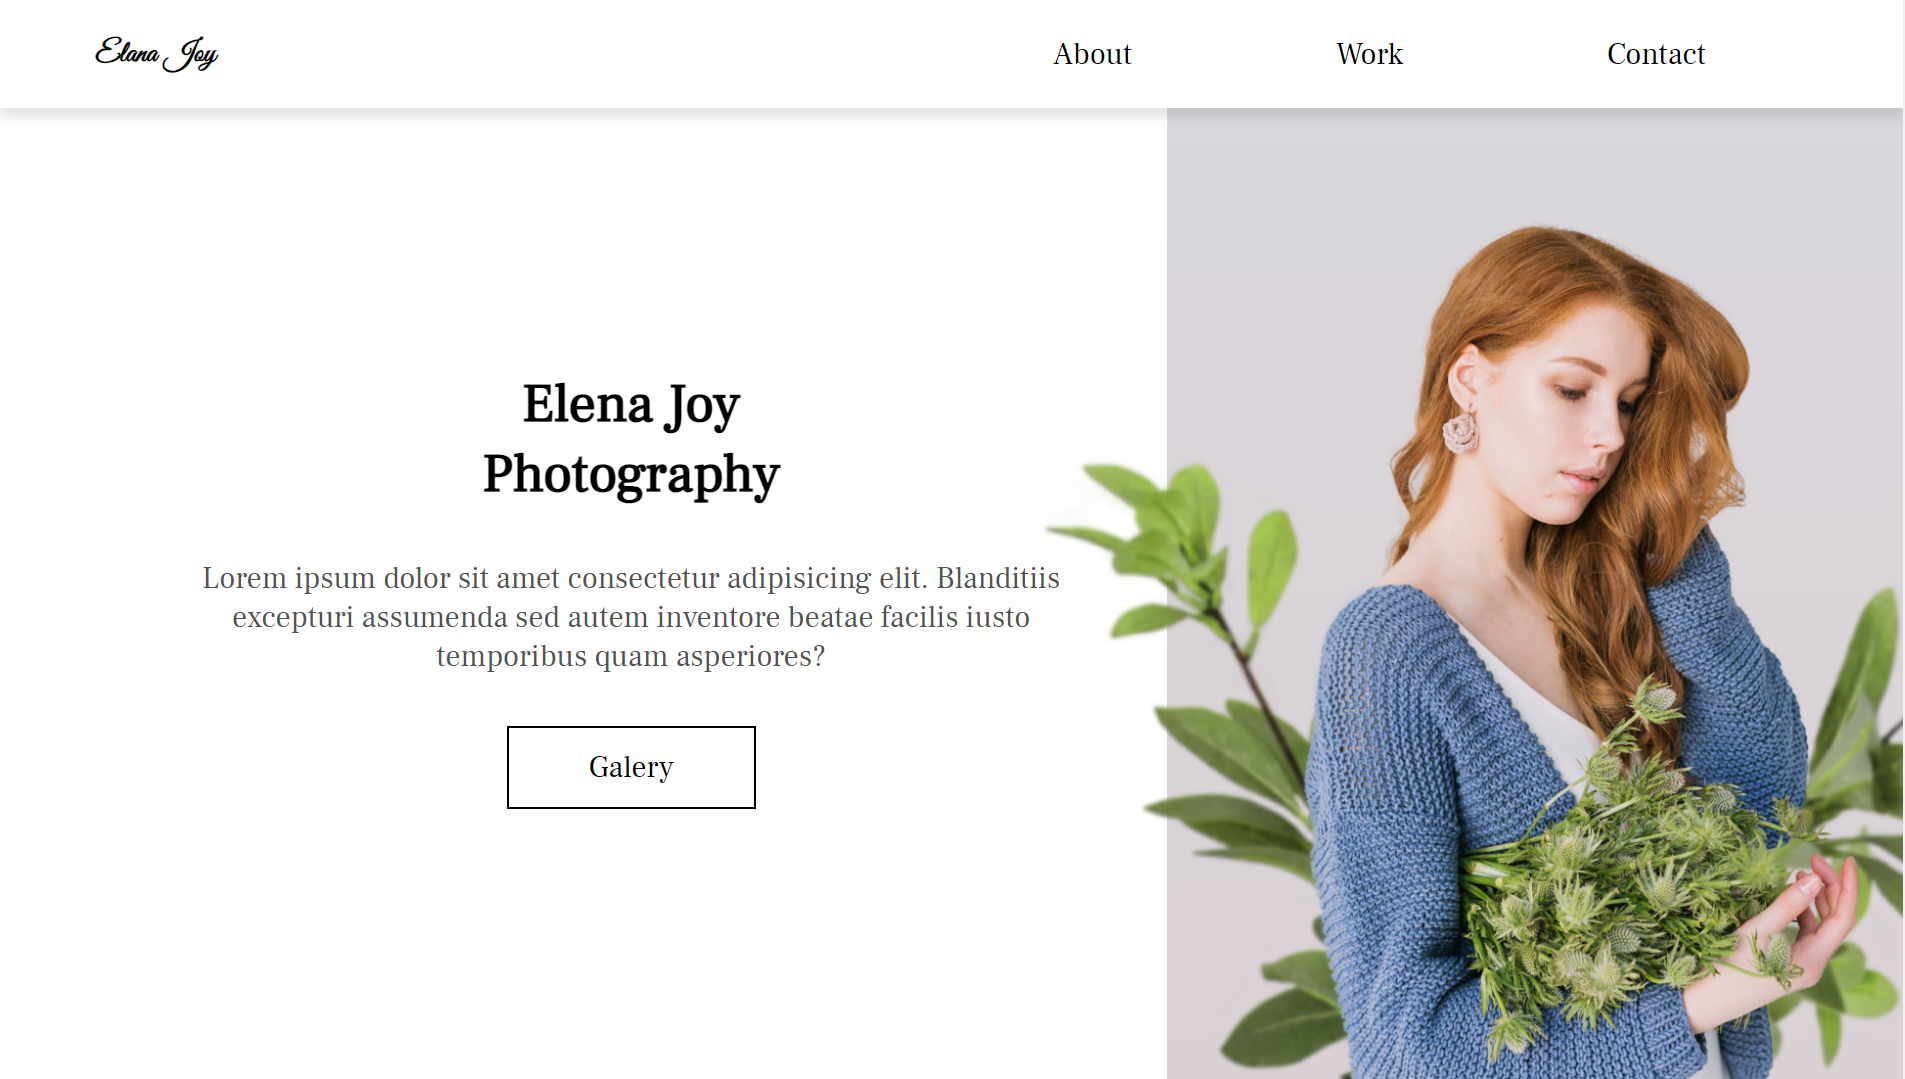 Elana Joy
About
Work
Contact
Elena Joy
Photography
Lorem ipsum dolor sit amet consectetur adipisicing elit. Blanditiis
excepturi assumenda sed autem inventore beatae facilis iusto
temporibus quam asperiores?
Galery